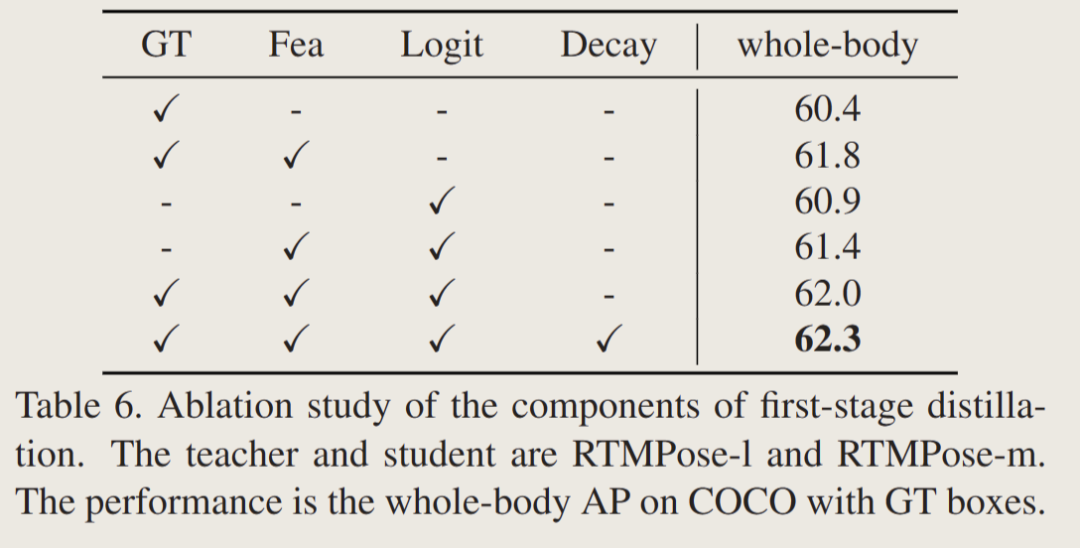 GT Fea Logit Decay whole-body
✓ - - - 60.4
✓ ✓ - - 61.8
- - ✓ - 60.9
- ✓ ✓ - 61.4
✓ ✓ ✓ - 62.0
✓ ✓ ✓ ✓ 62.3
Table 6. Ablation study of the components of first-stage distilla-
tion. The teacher and student are RTMPose-l and RTMPose-m.
The performance is the whole-body AP on COCO with GT boxes.